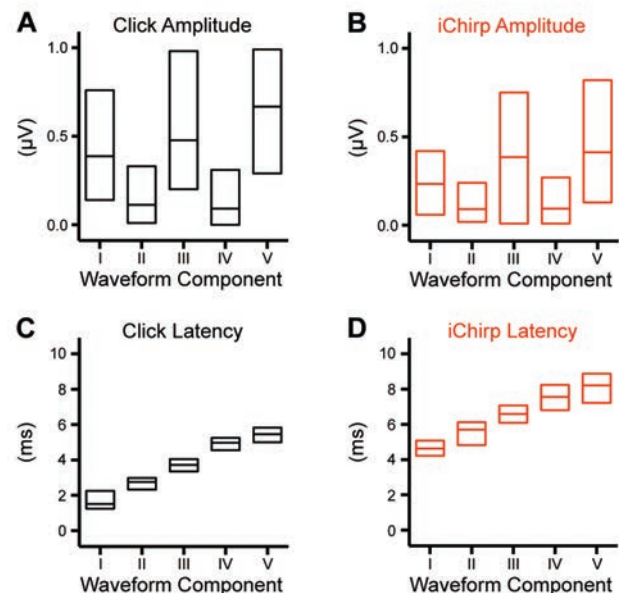 A Click Amplitude
1.0
0.5
0.0
(µV)
I II III IV V
Waveform Component
B iChirp Amplitude
1.0
0.5
0.0
(µV)
I II III IV V
Waveform Component
C Click Latency
10
8
6
4
2
0
(ms)
I II III IV V
Waveform Component
D iChirp Latency
10
8
6
4
2
0
(ms)
I II III IV V
Waveform Component